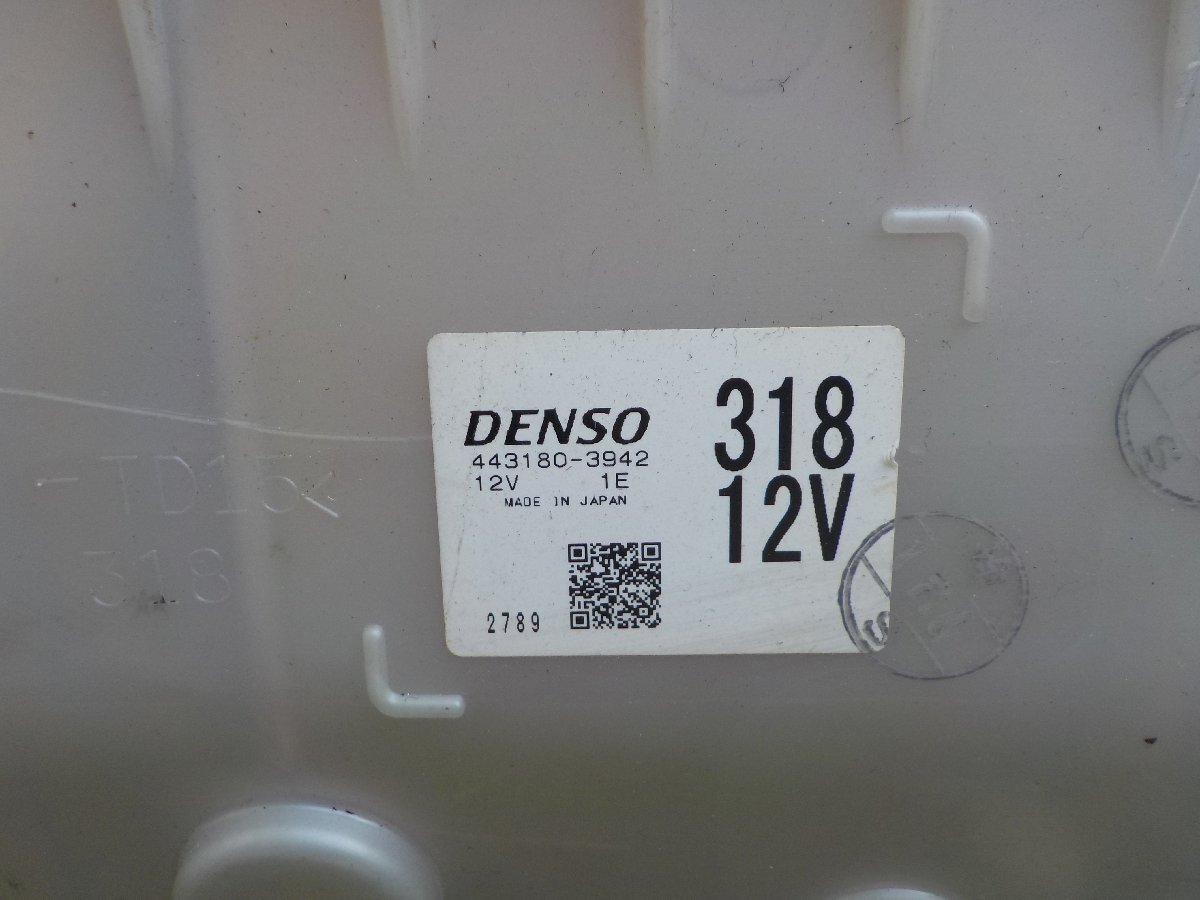 DENSO
443180-3942
12V 1E
MADE IN JAPAN
318
12V
2789
318